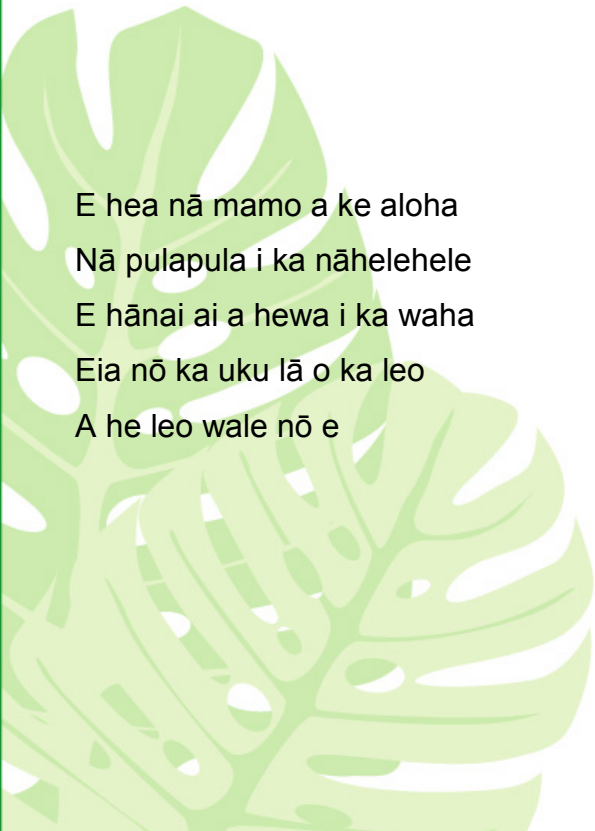 E hea nā mamo a ke aloha
Nā pulapula i ka nāhelehele
E hānai ai a hewa i ka waha
Eia nō ka uku lā o ka leo
A he leo wale nō e